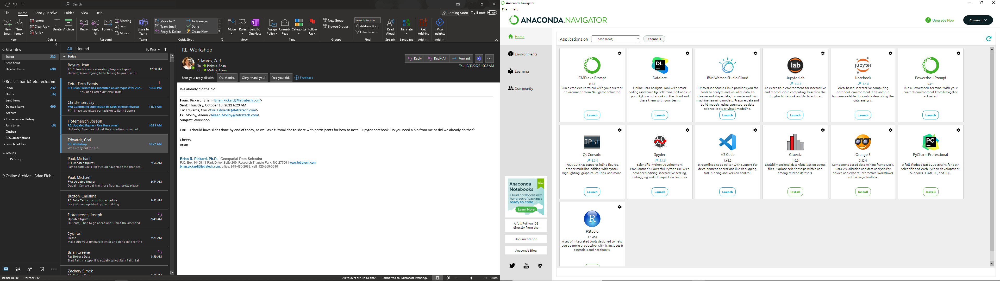 Search
File Home Send / Receive Folder View Help
Coming Soon Try it now Off
New Email
New Items
Ignore
Clean Up
Junk
Delete
Archive
Reply
Reply All
Forward
Meeting
IM
More
Share to Teams
Move to: ?
Team Email
Reply & Delete
To Manager
Done
Create New
Move
Rules
Send to OneNote
Assign Policy
Unread/ Read
Categorize
Follow Up
New Group
Browse Groups
Search People
Address Book
Filter Email
Read Aloud
Translate
Get Add-ins
Viva Insights
New Delete Respond Teams Quick Steps Move Tags Groups Find Speech Language Add-ins Add-in
Favorites
Inbox 232
Sent Items
Deleted Items 690
Brian.Pickard@tetratech.com
Inbox 232
Drafts [26]
Sent Items
Deleted Items 690
Archive
Conversation History
Junk Email [60]
Outbox
RSS Subscriptions
Search Folders
Groups
TTS Group
Online Archive - Brian.Pick...
All Unread By Date
Today
Boyum, Jean
RE: Chloride invoice allocation/Progress Report 12:58 PM
Hi Brian, Kevin is going to be talking to you to work
Tetra Tech Events
RE: Brian Pickard has submitted an air request for 202... 12:49 PM
You don't often get email from
Christensen, Jay
FW: Confirming submission to Earth-Science Reviews 11:21 AM
FYI - I have submitted our revision to Earth Science
Flotemersch, Joseph
RE: Updated figures - Use these ones! 10:23 AM
Hi Gents, Awesome. I'll get the correction submitted
Edwards, Cori
RE: Workshop 10:22 AM
We already did the bio.
Paul, Michael
RE: Updated figures 9:56 AM
I am so sorry Joe. I likely could have made the changes –
Paul, Michael
FW: Updated figures 9:54 AM
Dude!!! Can we get him those figures....pretty please.
Buxton, Christina
RE: Tetra Tech construction schedule 9:52 AM
I've just been updated by the building
Flotemersch, Joseph
Updated figures 9:49 AM
Hi Gents, I had to go ahead and submit the amended
Cyr, Tara
Please 9:23 AM
Make sure your timecard is enter and up to date for the
Brian Greene
Re: Biobase Data 8:59 AM
Start Falls is a typo. It is actually called Stark Falls. Let
Zachary Simek
Items: 18,285 Unread: 232
RE: Workshop
Edwards, Cori
To Pickard, Brian
Cc Molloy, Aileen
Reply Reply All Forward
Thu 10/13/2022 10:22 AM
Start your reply all with: Ok, thanks. Okay, thank you! Yes, you did. Feedback
We already did the bio.
From: Pickard, Brian <Brian.Pickard@tetratech.com>
Sent: Thursday, October 13, 2022 6:29 AM
To: Edwards, Cori <Cori.Edwards@tetratech.com>
Cc: Molloy, Aileen <Aileen.Molloy@tetratech.com>
Subject: Workshop
Cori – I should have slides done by end of today, as well as a tutorial doc to share with participants for how to install Jupyter notebook. Do you need a bio from me or did we already do that?
Cheers,
Brian
Brian R. Pickard, Ph.D. | Geospatial Data Scientist
P.O. Box 14409 | 1 Park Drive, Suite 200, Research Triangle Park, NC 27709 | www.tetratech.com
brian.pickard@tetratech.com; office: 919-485-2083; cell: 425-269-3610
All folders are up to date. Connected to: Microsoft Exchange 100%
Anaconda Navigator
File Help
ANACONDA.NAVIGATOR
Upgrade Now Connect
Home
Environments
Learning
Community
Anaconda Notebooks
New!
Cloud notebooks with
hundreds of packages
ready to code.
Learn More
A full Python IDE
directly from the
Documentation
Anaconda Blog
You Tube
Applications on base (root) Channels
CMD.exe Prompt
0.1.1
Run a cmd.exe terminal with your current
environment from Navigator activated
Launch
DL
Datalore
Online Data Analysis Tool with smart
coding assistance by JetBrains. Edit and run
your Python notebooks in the cloud and
share them with your team.
Launch
IBM Watson Studio Cloud
IBM Watson Studio Cloud provides you the
tools to analyze and visualize data, to
cleanse and shape data, to create and train
machine learning models. Prepare data and
build models, using open source data
science tools or visual modeling.
Launch
lab
JupyterLab
3.3.2
An extensible environment for interactive
and reproducible computing, based on the
Jupyter Notebook and Architecture.
Launch
jupyter
Notebook
6.4.8
Web-based, interactive computing
notebook environment. Edit and run
human-readable docs while describing the
data analysis.
Launch
Powershell Prompt
0.0.1
Run a Powershell terminal with your
current environment from Navigator
activated
Launch
IP[y]:
Qt Console
5.3.0
PyQt GUI that supports inline figures,
proper multiline editing with syntax
highlighting, graphical calltips, and more.
Launch
Spyder
5.1.5
Scientific PYthon Development
EnviRonment. Powerful Python IDE with
advanced editing, interactive testing,
debugging and introspection features
Launch
VS Code
1.63.2
Streamlined code editor with support for
development operations like debugging,
task running and version control.
Launch
Glueviz
1.0.0
Multidimensional data visualization across
files. Explore relationships within and
among related datasets.
Install
Orange 3
3.32.0
Component based data mining framework.
Data visualization and data analysis for
novice and expert. Interactive workflows
with a large toolbox.
Install
PC
PyCharm Professional
A full-fledged IDE by JetBrains for both
Scientific and Web Python development.
Supports HTML, JS, and SQL.
Install
R
RStudio
1.1.456
A set of integrated tools designed to help
you be more productive with R. Includes R
essentials and notebooks.